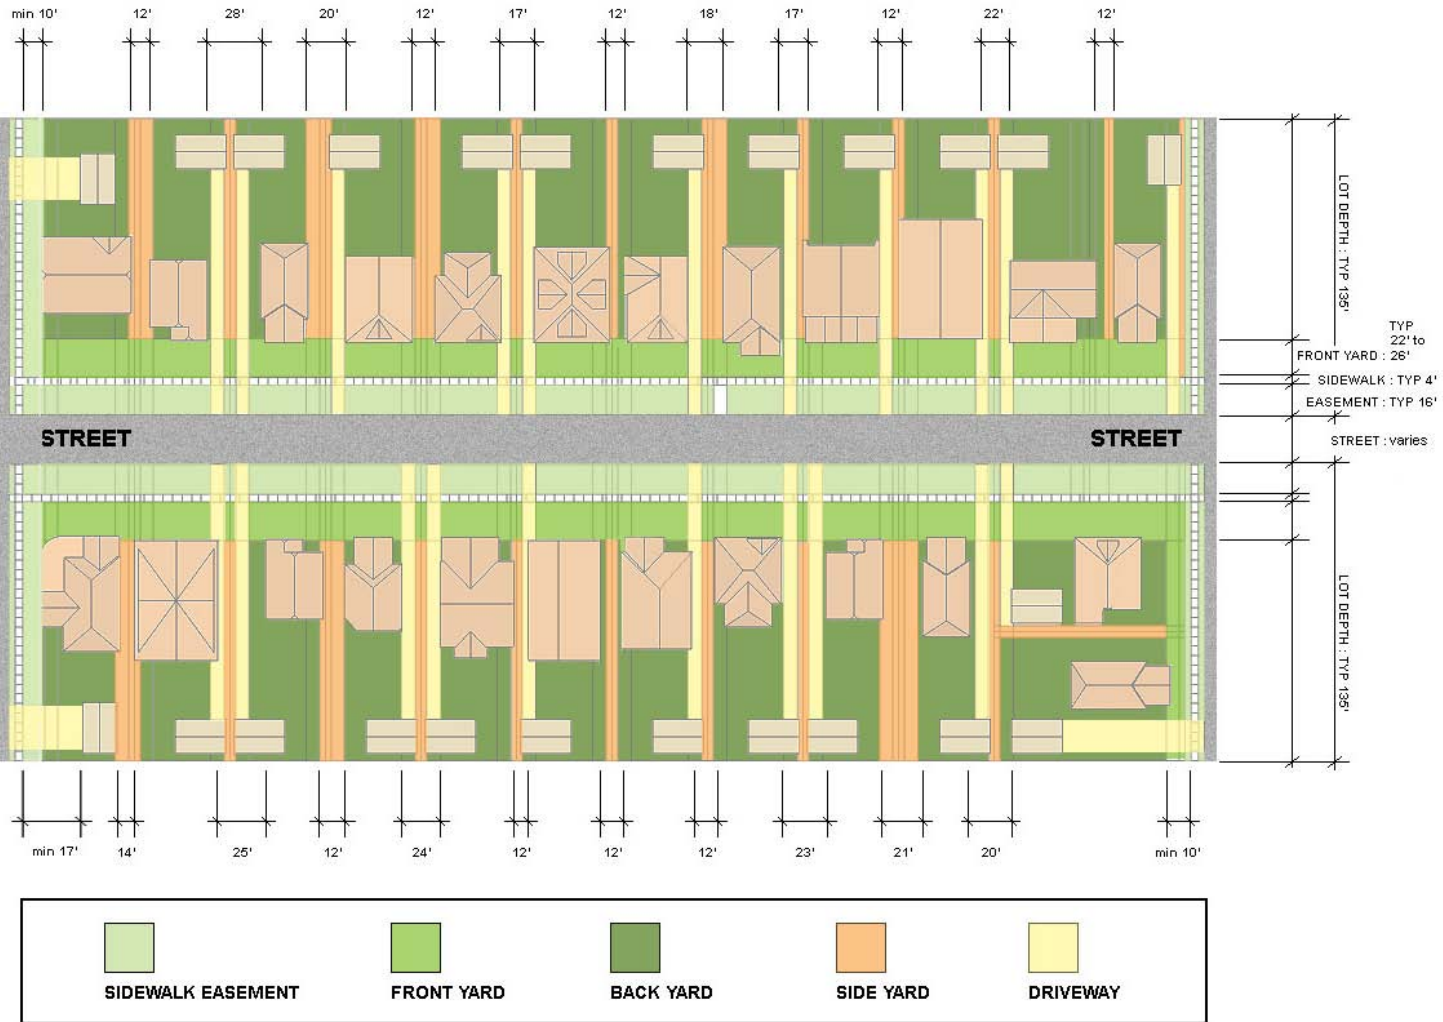 min 10' 12' 28' 20' 12' 17' 12' 18' 17' 12' 22' 12'
LOT DEPTH : TYP 135'
TYP
22' to
FRONT YARD : 26'
SIDEWALK : TYP 4'
EASEMENT : TYP 16'
STREET STREET
STREET : varies
LOT DEPTH : TYP 135'
min 17' 14' 25' 12' 24' 12' 12' 12' 23' 21' 20' min 10'
SIDEWALK EASEMENT FRONT YARD BACK YARD SIDE YARD DRIVEWAY